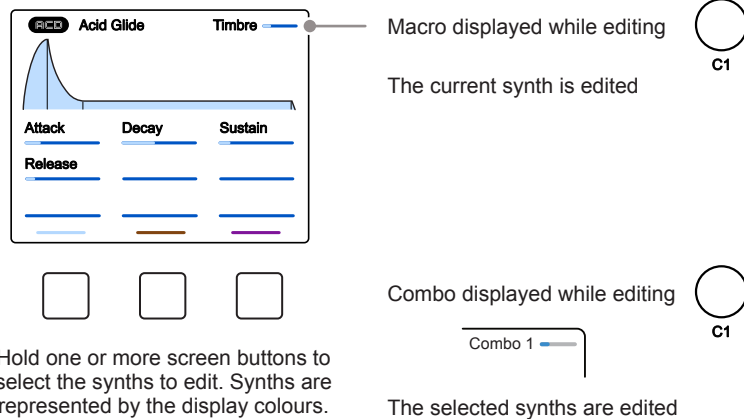 ACD Acid Glide Timbre
Attack Decay Sustain
Release
Hold one or more screen buttons to
select the synths to edit. Synths are
represented by the display colours.
Macro displayed while editing
C1
The current synth is edited
Combo displayed while editing
C1
Combo 1
The selected synths are edited